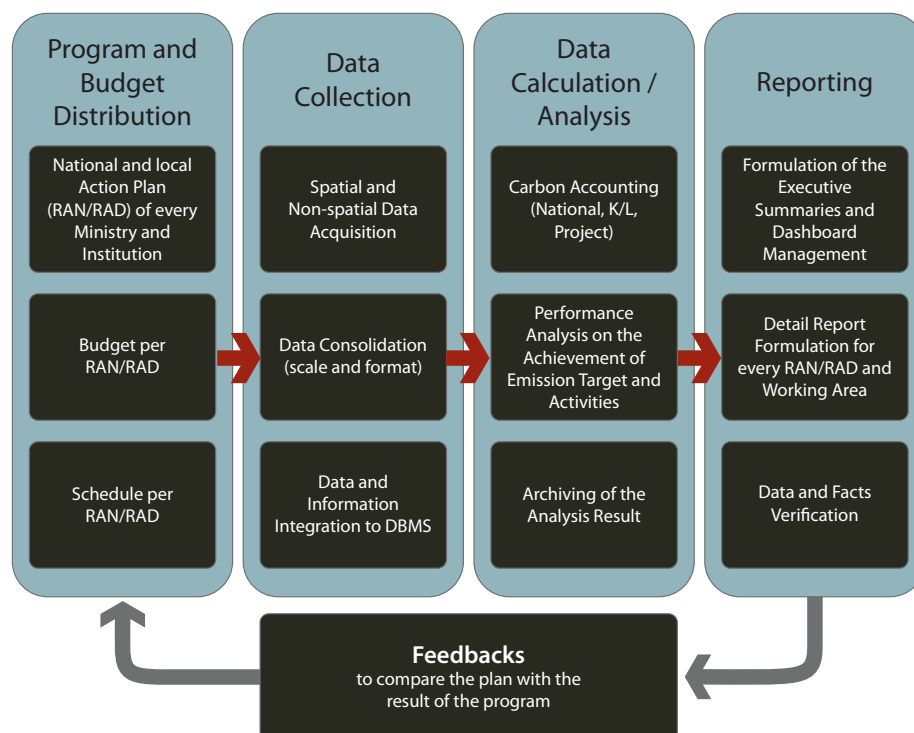 Program and
Budget
Distribution
National and local
Action Plan
(RAN/RAD) of every
Ministry and
Institution
Budget per
RAN/RAD
Schedule per
RAN/RAD
Data
Collection
Spatial and
Non-spatial Data
Acquisition
Data Consolidation
(scale and format)
Data and
Information
Integration to DBMS
Data
Calculation /
Analysis
Carbon Accounting
(National, K/L,
Project)
Performance
Analysis on the
Achievement of
Emission Target and
Activities
Archiving of the
Analysis Result
Reporting
Formulation of the
Executive
Summaries and
Dashboard
Management
Detail Report
Formulation for
every RAN/RAD and
Working Area
Data and Facts
Verification
Feedbacks
to compare the plan with the
result of the program